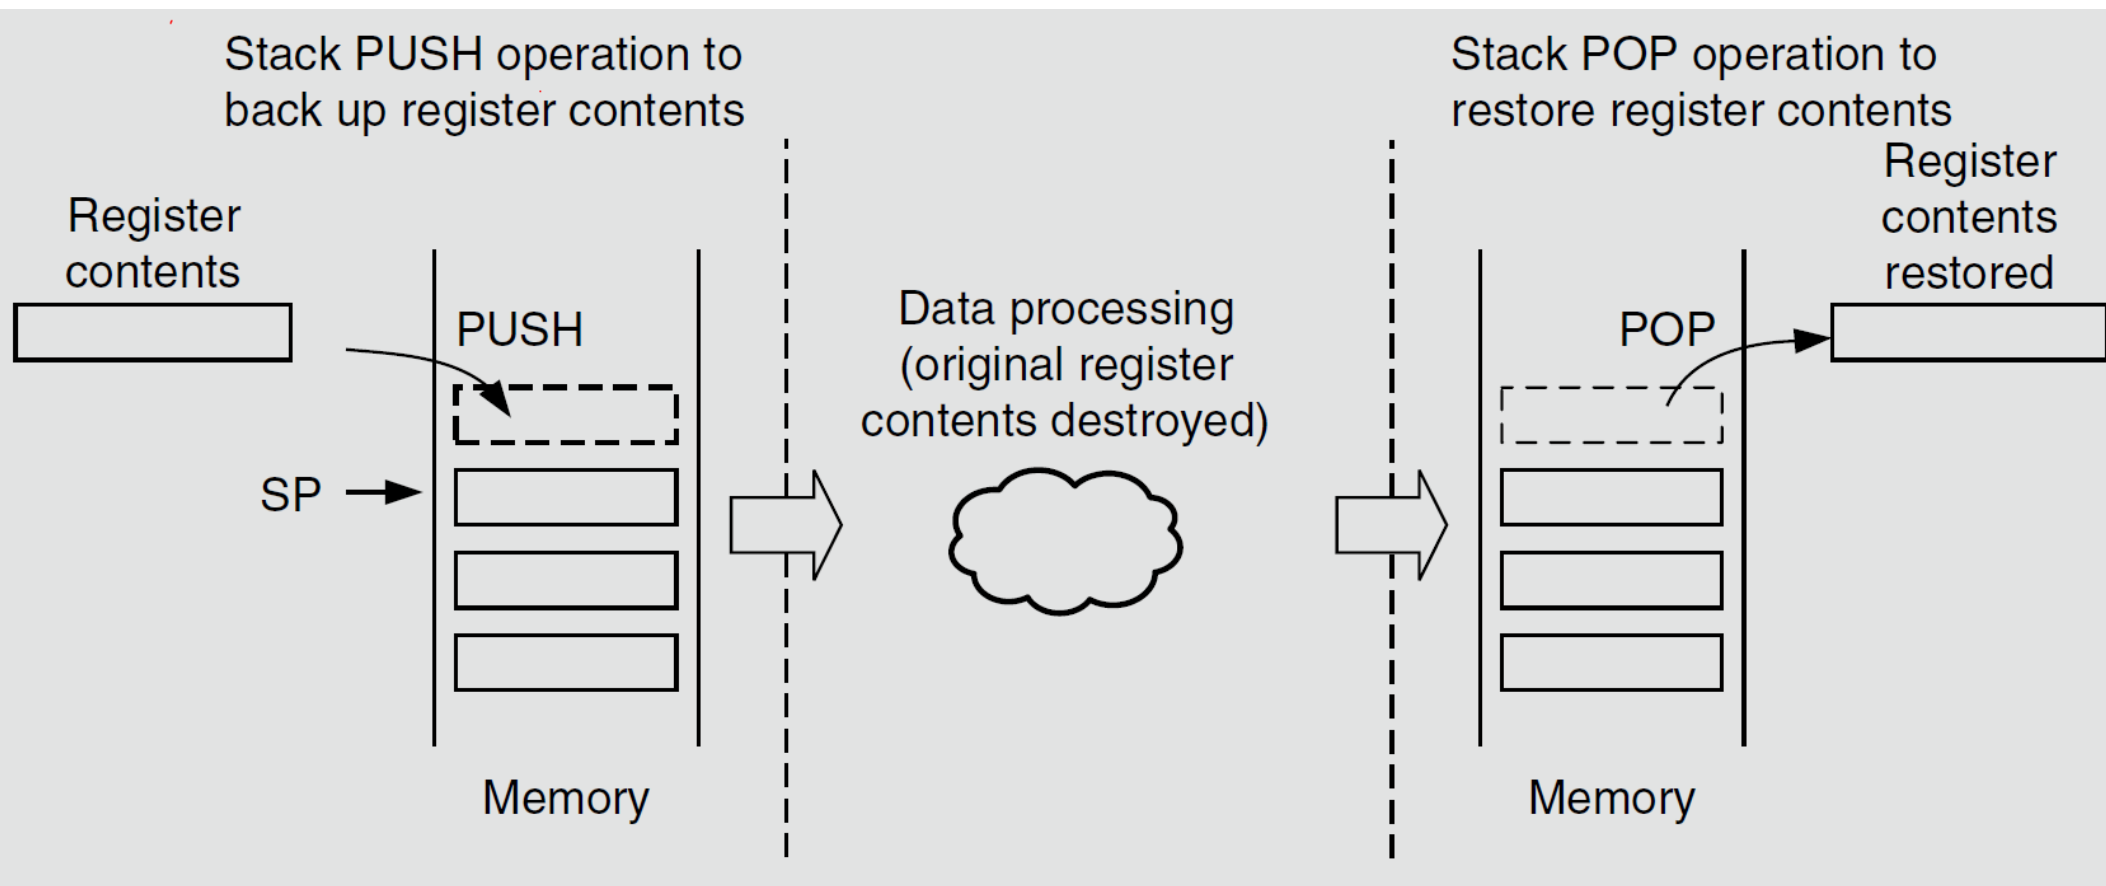 Stack PUSH operation to
back up register contents
Register
contents
PUSH
SP
Memory
Data processing
(original register
contents destroyed)
Stack POP operation to
restore register contents
Register
contents
restored
POP
Memory